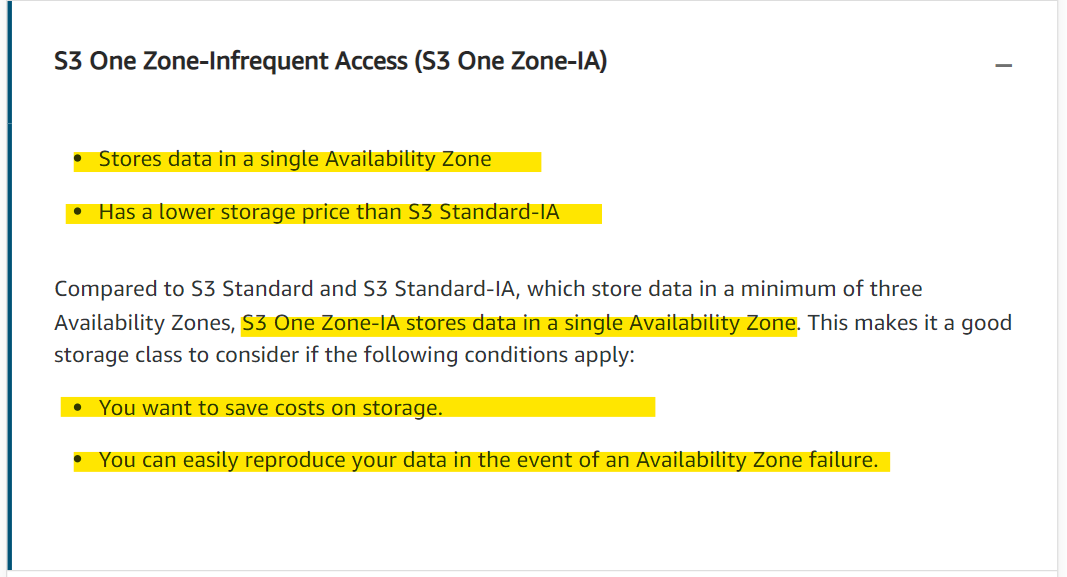 S3 One Zone-Infrequent Access (S3 One Zone-IA)
• Stores data in a single Availability Zone
• Has a lower storage price than S3 Standard-IA
Compared to S3 Standard and S3 Standard-IA, which store data in a minimum of three
Availability Zones, S3 One Zone-IA stores data in a single Availability Zone. This makes it a good
storage class to consider if the following conditions apply:
• You want to save costs on storage.
• You can easily reproduce your data in the event of an Availability Zone failure.